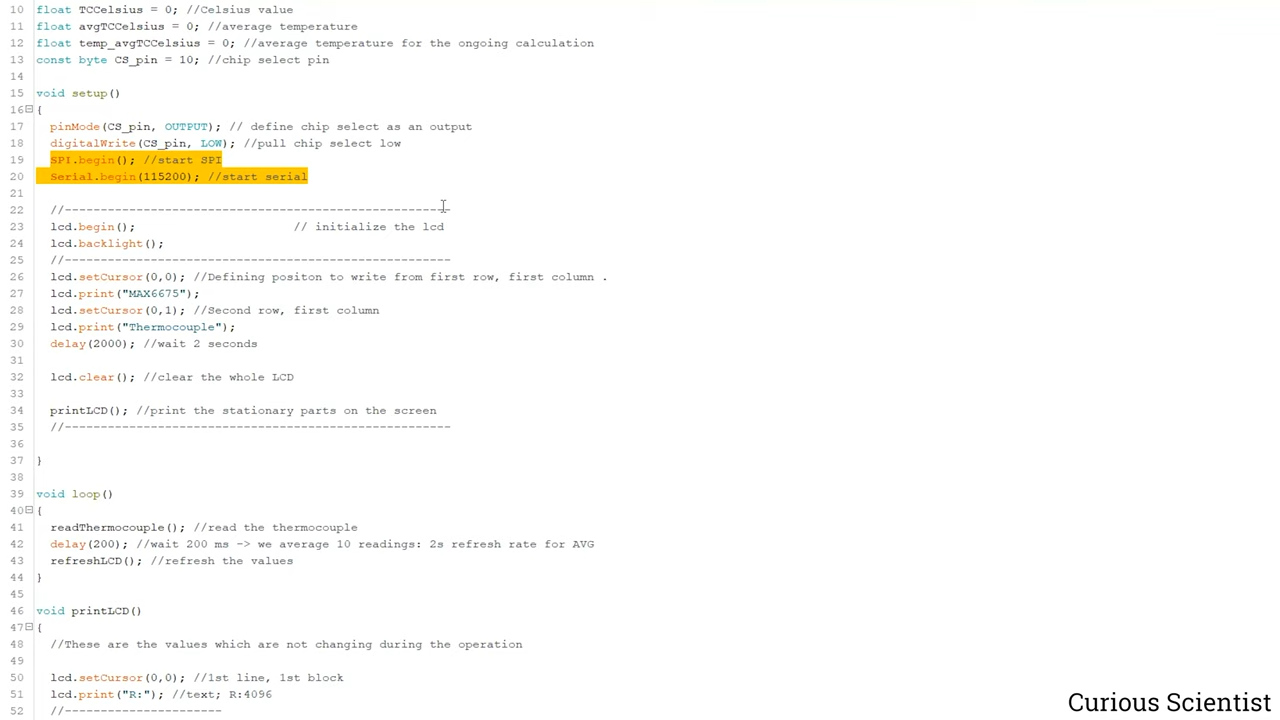 10 float TCCelsius = 0; //Celsius value
11 float avgTCCelsius = 0; //average temperature
12 float temp_avgTCCelsius = 0; //average temperature for the ongoing calculation
13 const byte CS_pin = 10; //chip select pin
14
15 void setup()
16 {
17 pinMode(CS_pin, OUTPUT); // define chip select as an output
18 digitalWrite(CS_pin, LOW); //pull chip select low
19 SPI.begin(); //start SPI
20 Serial.begin(115200); //start serial
21
22 //------------------------------------------------------
23 lcd.begin(); // initialize the lcd
24 lcd.backlight();
25 //------------------------------------------------------
26 lcd.setCursor(0,0); //Defining positon to write from first row, first column .
27 lcd.print("MAX6675");
28 lcd.setCursor(0,1); //Second row, first column
29 lcd.print("Thermocouple");
30 delay(2000); //wait 2 seconds
31
32 lcd.clear(); //clear the whole LCD
33
34 printLCD(); //print the stationary parts on the screen
35 //------------------------------------------------------
36
37 }
38
39 void loop()
40 {
41 readThermocouple(); //read the thermocouple
42 delay(200); //wait 200 ms -> we average 10 readings: 2s refresh rate for AVG
43 refreshLCD(); //refresh the values
44 }
45
46 void printLCD()
47 {
48 //These are the values which are not changing during the operation
49
50 lcd.setCursor(0,0); //1st line, 1st block
51 lcd.print("R:"); //text; R:4096
52 //----------------------
Curious Scientist